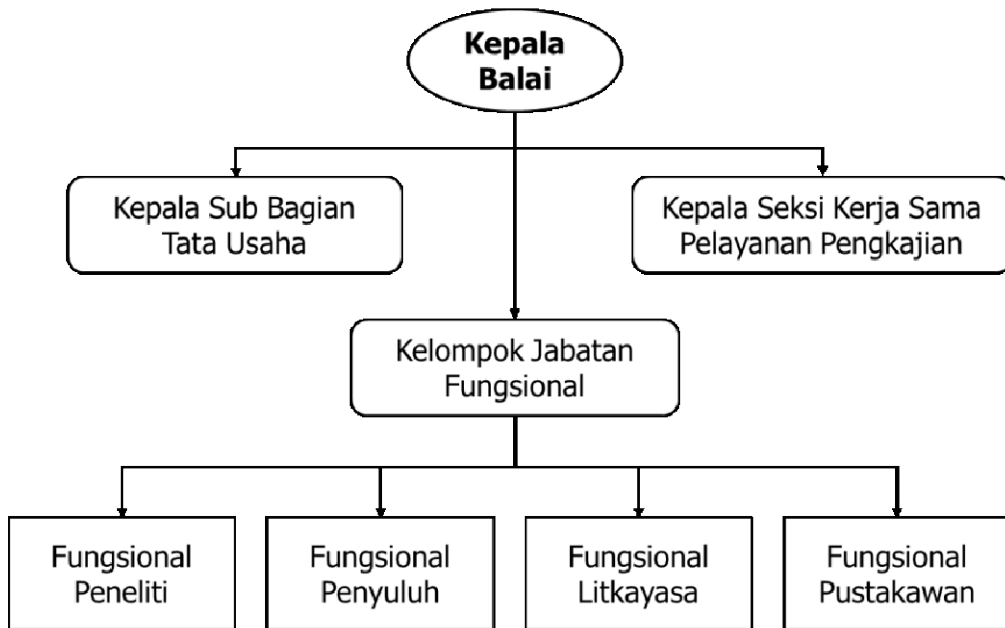 Kepala
Balai
Kepala Sub Bagian
Tata Usaha
Kepala Seksi Kerja Sama
Pelayanan Pengkajian
Kelompok Jabatan
Fungsional
Fungsional
Peneliti
Fungsional
Penyuluh
Fungsional
Litkayasa
Fungsional
Pustakawan